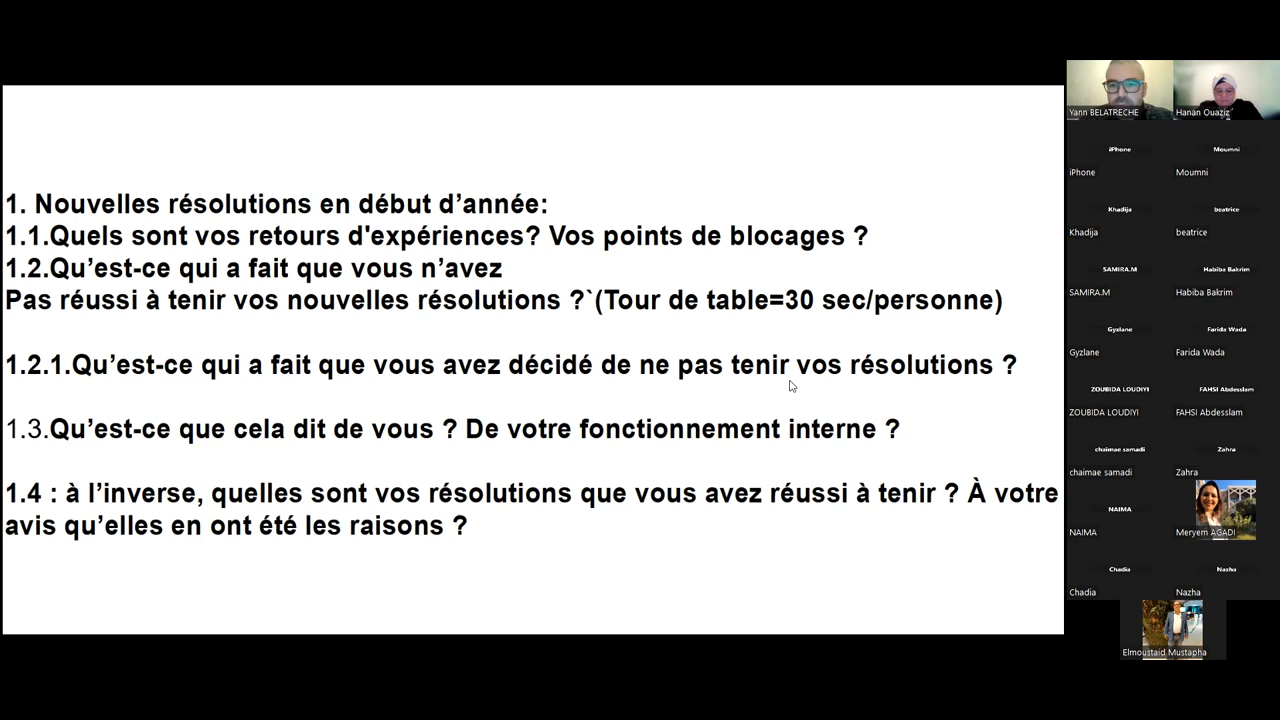 1. Nouvelles résolutions en début d’année:
1.1.Quels sont vos retours d'expériences? Vos points de blocages ?
1.2.Qu’est-ce qui a fait que vous n’avez
Pas réussi à tenir vos nouvelles résolutions ?`(Tour de table=30 sec/personne)
1.2.1.Qu’est-ce qui a fait que vous avez décidé de ne pas tenir vos résolutions ?
1.3.Qu’est-ce que cela dit de vous ? De votre fonctionnement interne ?
1.4 : à l’inverse, quelles sont vos résolutions que vous avez réussi à tenir ? À votre
avis qu’elles en ont été les raisons ?
Yann BELATRECHE
Hanan Ouaziz
iPhone
iPhone
Moumni
Moumni
Khadija
Khadija
beatrice
beatrice
SAMIRA.M
SAMIRA.M
Habiba Bakrim
Habiba Bakrim
Gyzlane
Gyzlane
Farida Wada
Farida Wada
ZOUBIDA LOUDIYI
ZOUBIDA LOUDIYI
FAHSI Abdesslam
FAHSI Abdesslam
chaimae samadi
chaimae samadi
Zahra
Zahra
NAIMA
NAIMA
Meryem AGADI
Chadia
Chadia
Nazha
Nazha
Elmoustaid Mustapha